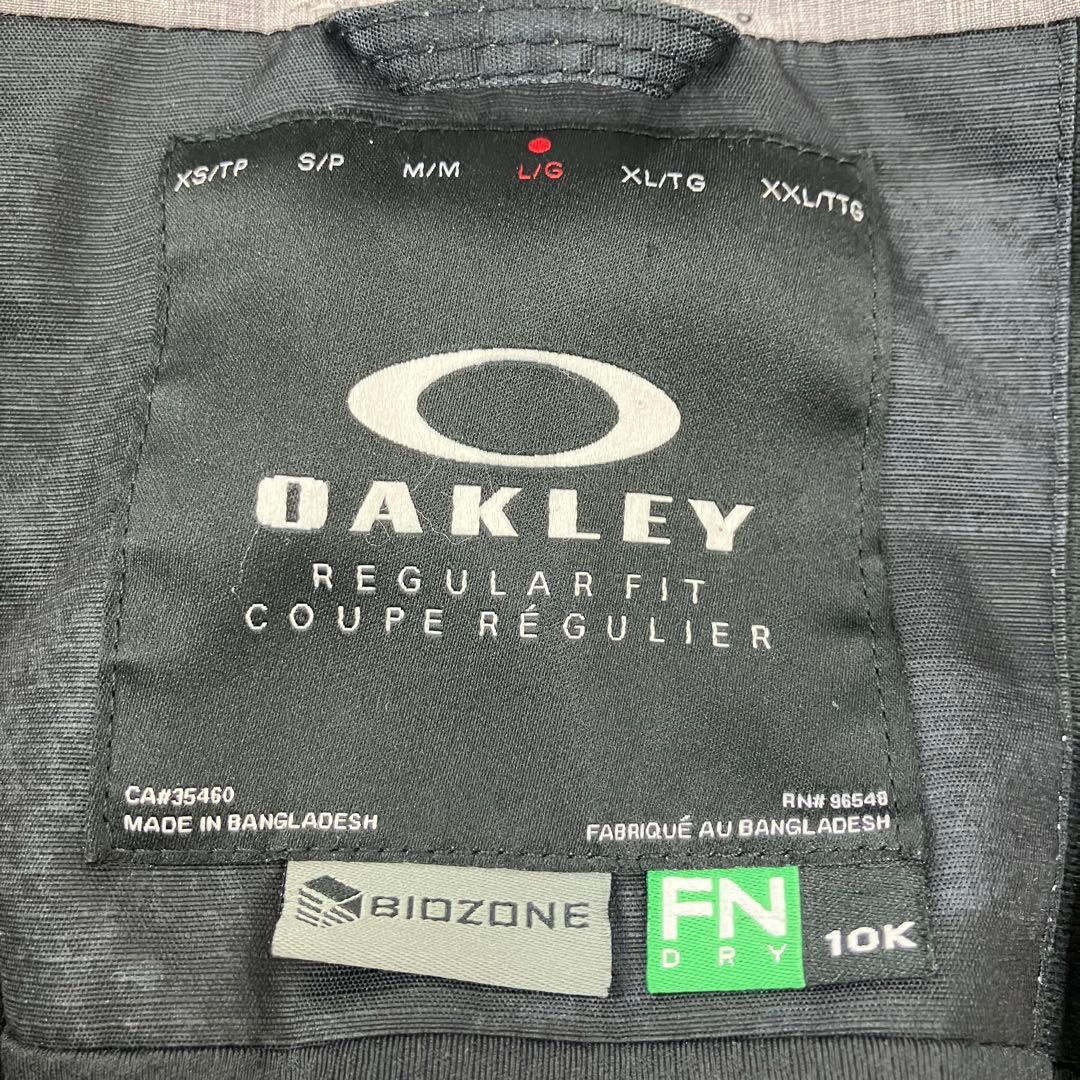 XS/TP S/P M/M L/G XL/TG XXL/TTG
OAKLEY
REGULAR FIT
COUPE RÉGULIER
CA#35460 RN# 96548
MADE IN BANGLADESH FABRIQUÉ AU BANGLADESH
BIOZONE
FN
DRY 10K